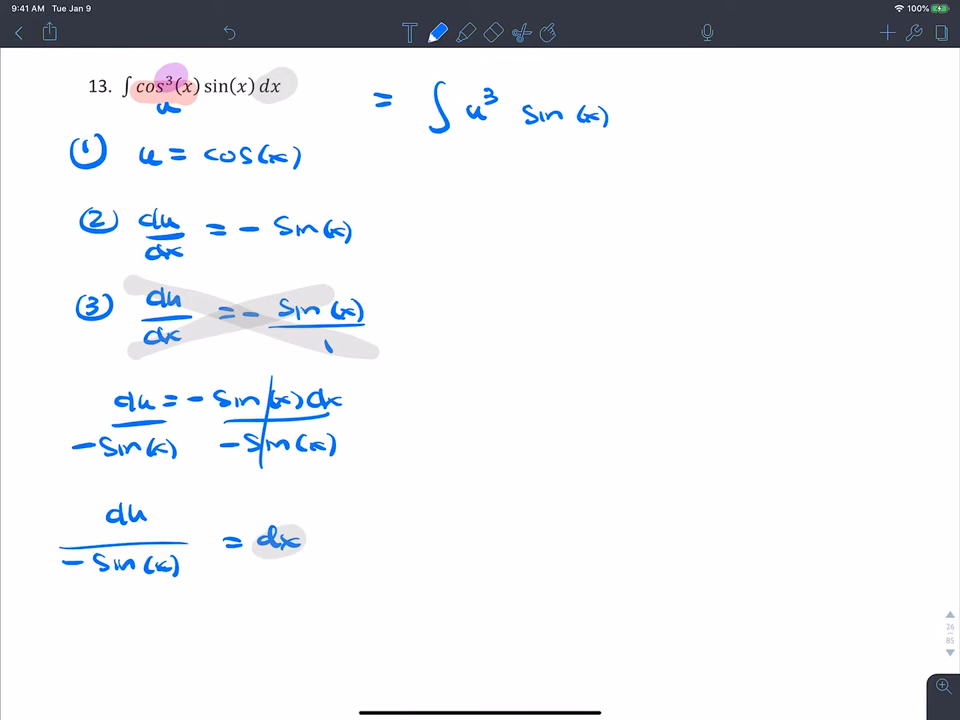 9:41 AM Tue Jan 9
100%
13. ∫ cos³(x) sin(x) dx
u
= ∫ u³ sin(x)
① u = cos(x)
② du/dx = - sin(x)
③ du/dx = - sin(x)/1
du = - sin(x) dx
- sin(x) - sin(x)
du/- sin(x) = dx
26
85